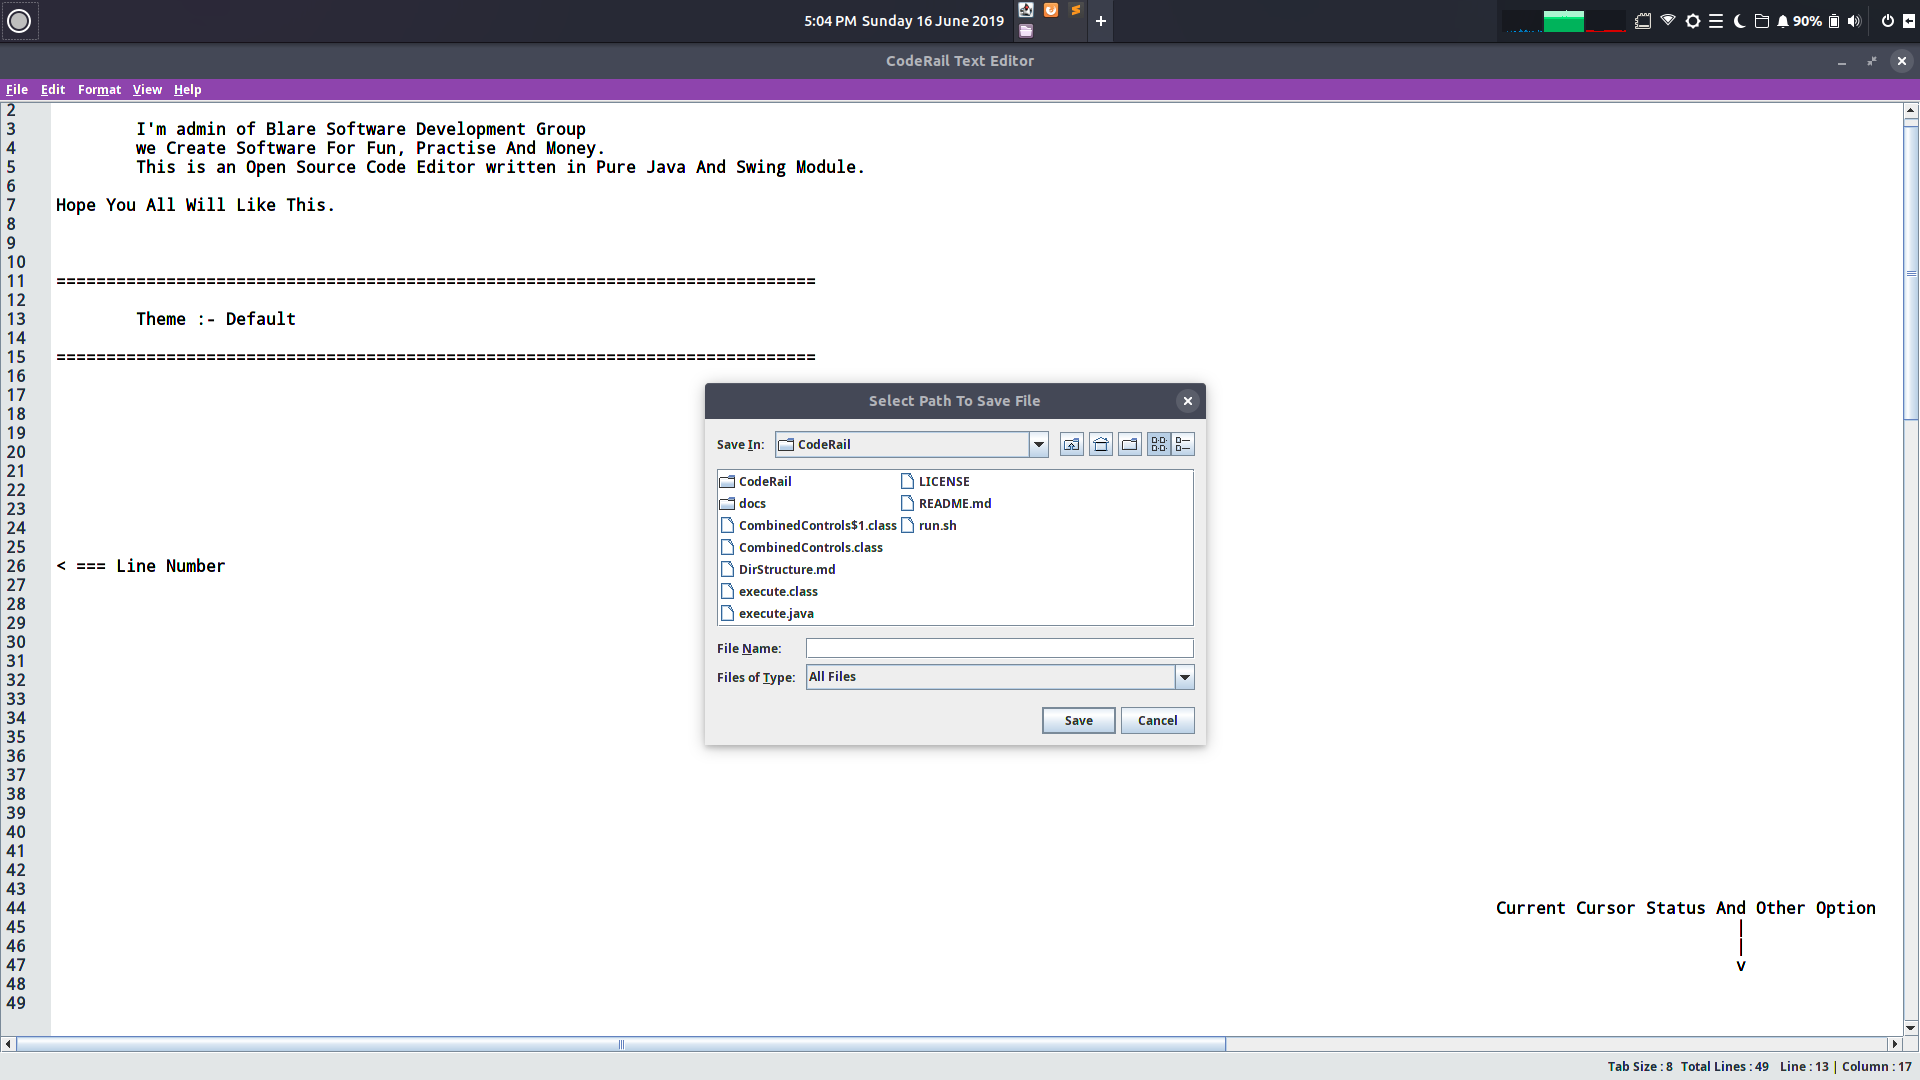 5:04 PM Sunday 16 June 2019
90%
CodeRail Text Editor
File Edit Format View Help
2
3 I'm admin of Blare Software Development Group
4 we Create Software For Fun, Practise And Money.
5 This is an Open Source Code Editor written in Pure Java And Swing Module.
6
7 Hope You All Will Like This.
8
9
10
11 ============================================================================
12
13 Theme :- Default
14
15 ============================================================================
16
17
18
19
20
21
22
23
24
25
26 < === Line Number
27
28
29
30
31
32
33
34
35
36
37
38
39
40
41
42
43
44 Current Cursor Status And Other Option
45 |
46 |
47 v
48
49
Select Path To Save File
Save In: CodeRail
CodeRail
docs
CombinedControls$1.class
CombinedControls.class
DirStructure.md
execute.class
execute.java
LICENSE
README.md
run.sh
File Name:
Files of Type: All Files
Save Cancel
Tab Size : 8 Total Lines : 49 Line : 13 | Column : 17